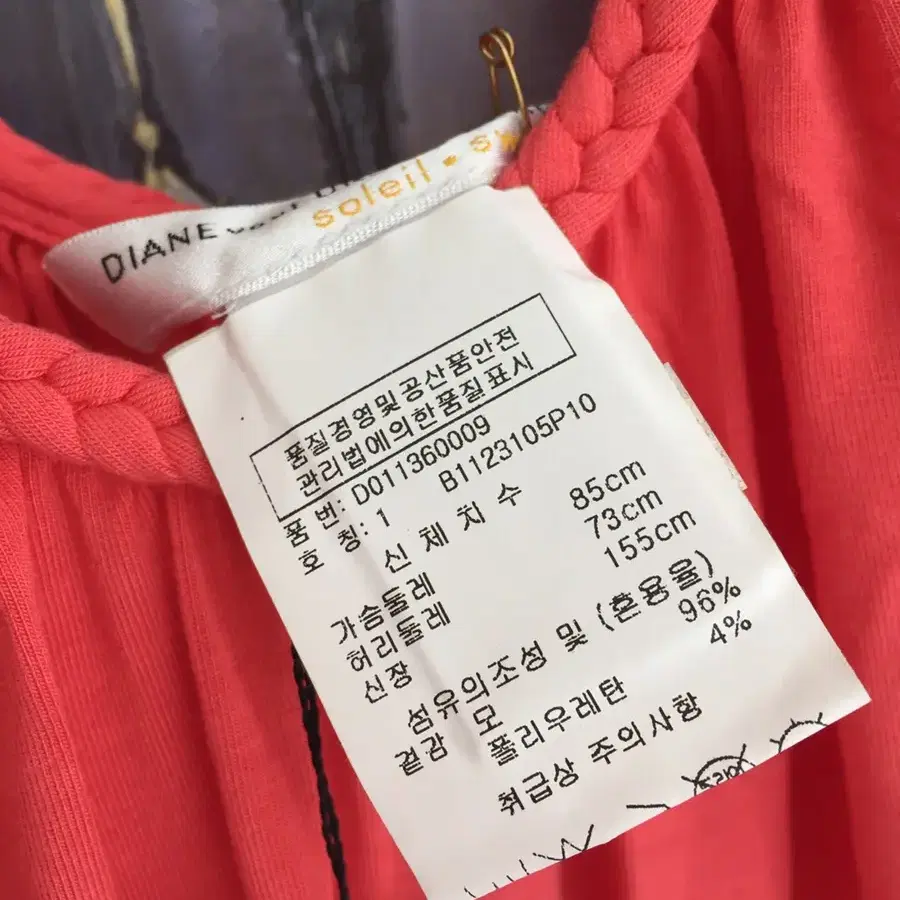 DIANE
soleil • s
품질경영및공산품안전
관리법에의한품질표시
품 번: D011360009
호 칭: 1 B1123105P10
신 체 치 수
가슴둘레 85cm
허리둘레 73cm
신장 155cm
섬유의조성 및 (혼용율)
겉감 모 96%
폴리우레탄 4%
취급상 주의사항